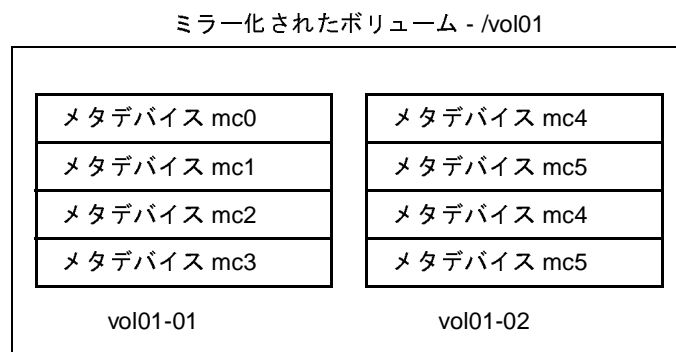 ミラー化されたボリューム - /vol01
メタデバイス mc0
メタデバイス mc1
メタデバイス mc2
メタデバイス mc3
vol01-01
メタデバイス mc4
メタデバイス mc5
メタデバイス mc4
メタデバイス mc5
vol01-02